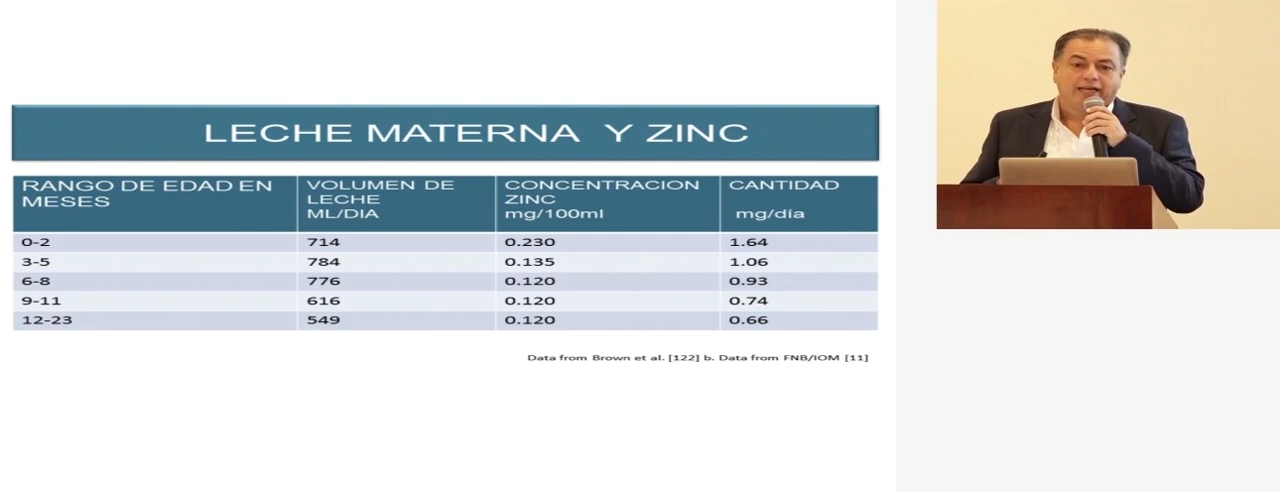 LECHE MATERNA Y ZINC
RANGO DE EDAD EN MESES VOLUMEN DE LECHE ML/DIA CONCENTRACION ZINC mg/100ml CANTIDAD mg/día
0-2 714 0.230 1.64
3-5 784 0.135 1.06
6-8 776 0.120 0.93
9-11 616 0.120 0.74
12-23 549 0.120 0.66
Data from Brown et al. [122] b. Data from FNB/IOM [11]